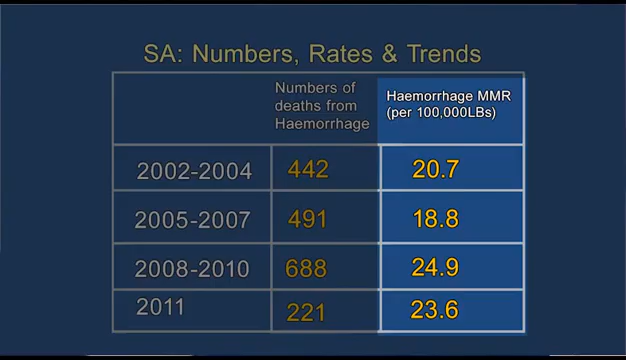 SA: Numbers, Rates & Trends
Numbers of
deaths from
Haemorrhage
Haemorrhage MMR
(per 100,000LBs)
2002-2004 442 20.7
2005-2007 491 18.8
2008-2010 688 24.9
2011 221 23.6